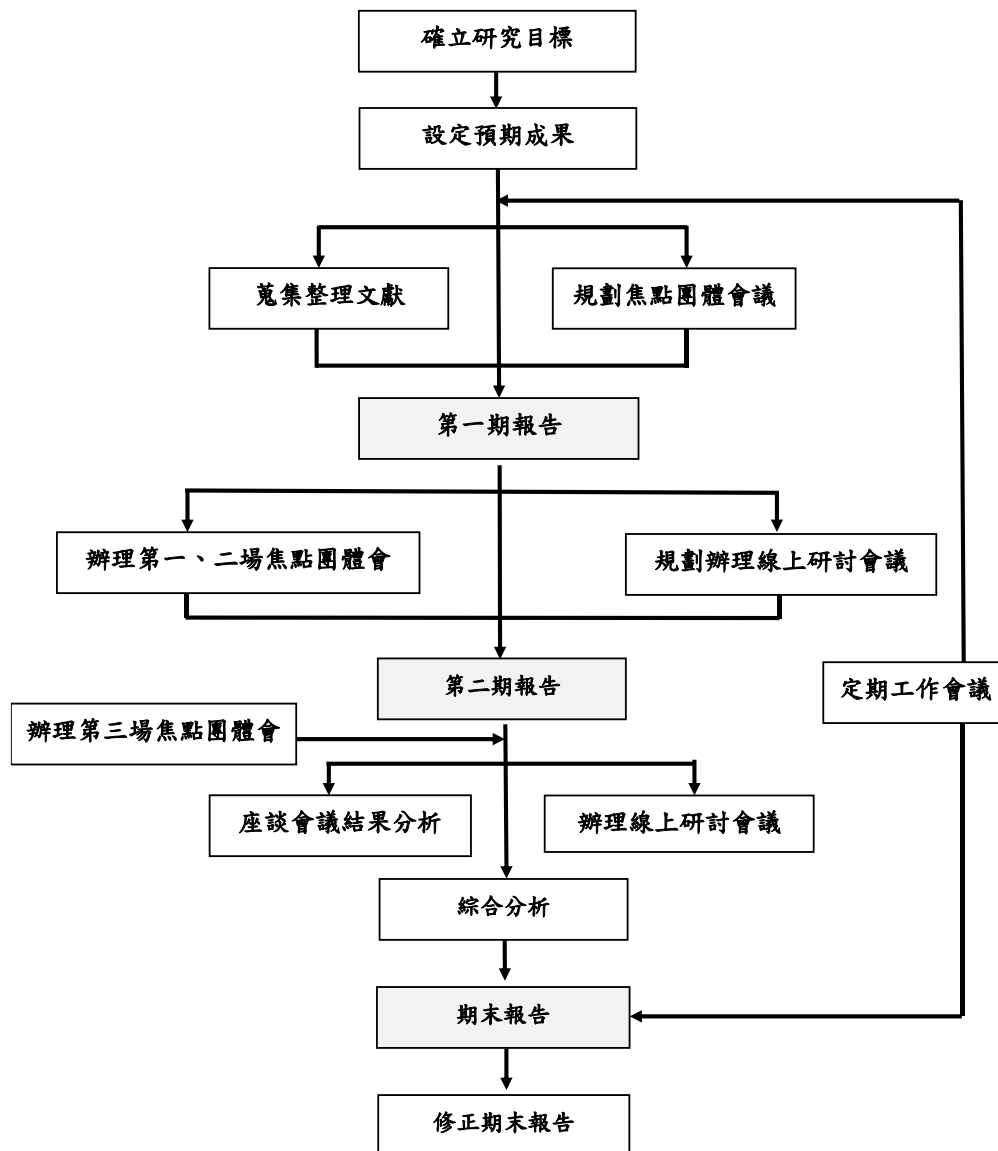 確立研究目標
設定預期成果
蒐集整理文獻
規劃焦點團體會議
第一期報告
辦理第一、二場焦點團體會
規劃辦理線上研討會議
第二期報告
定期工作會議
辦理第三場焦點團體會
座談會議結果分析
辦理線上研討會議
綜合分析
期末報告
修正期末報告